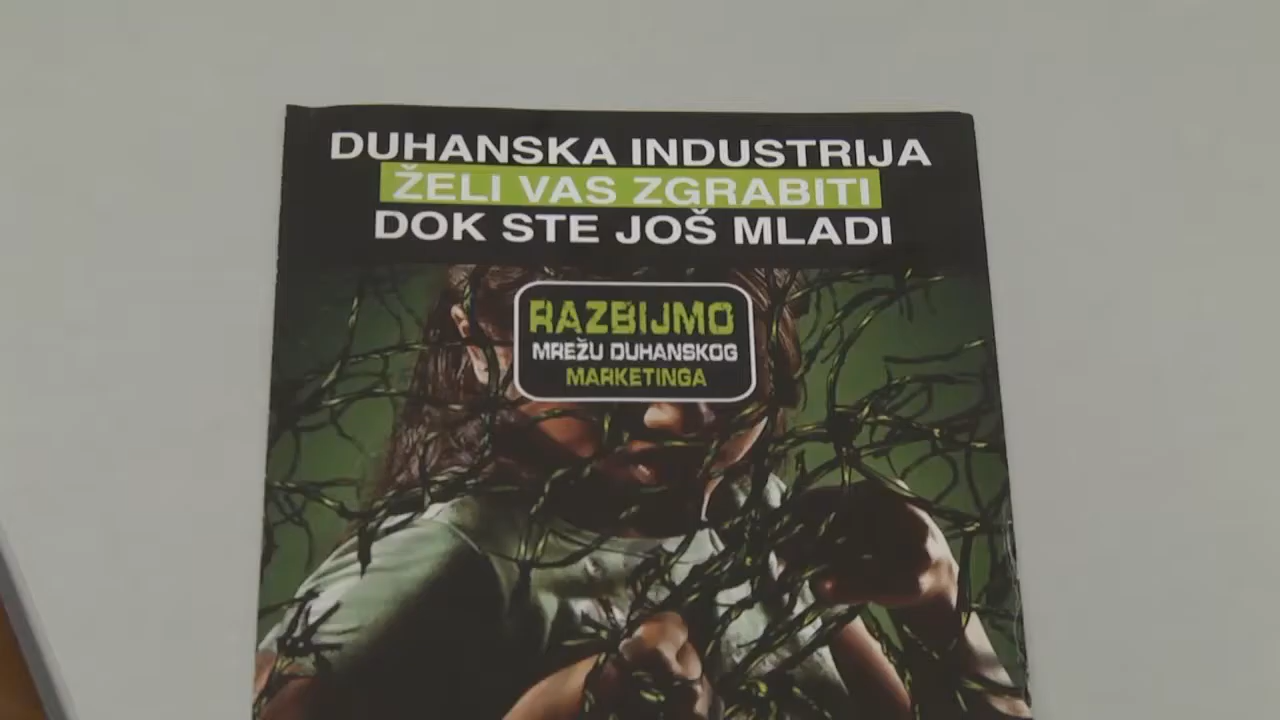 DUHANSKA INDUSTRIJA
ŽELI VAS ZGRABITI
DOK STE JOŠ MLADI
RAZBIJMO
MREŽU DUHANSKOG
MARKETINGA